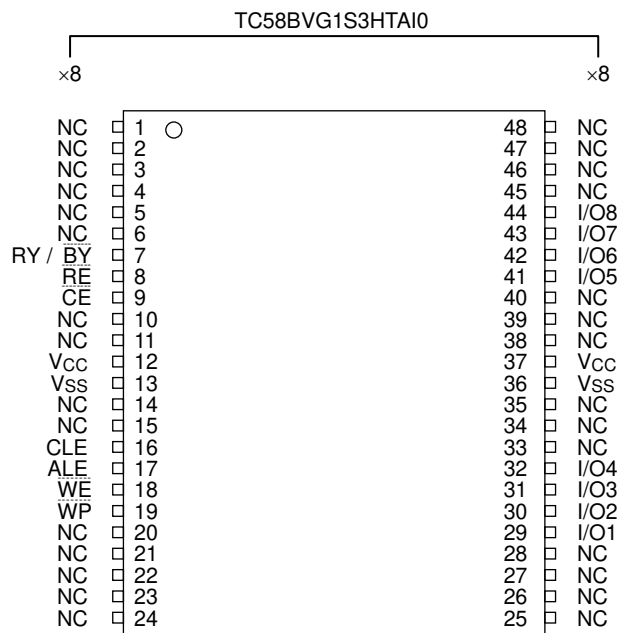 TC58BVG1S3HTAI0
×8 ×8
NC 1 48 NC
NC 2 47 NC
NC 3 46 NC
NC 4 45 NC
NC 5 44 I/O8
NC 6 43 I/O7
RY / BY 7 42 I/O6
RE 8 41 I/O5
CE 9 40 NC
NC 10 39 NC
NC 11 38 NC
VCC 12 37 VCC
VSS 13 36 VSS
NC 14 35 NC
NC 15 34 NC
CLE 16 33 NC
ALE 17 32 I/O4
WE 18 31 I/O3
WP 19 30 I/O2
NC 20 29 I/O1
NC 21 28 NC
NC 22 27 NC
NC 23 26 NC
NC 24 25 NC